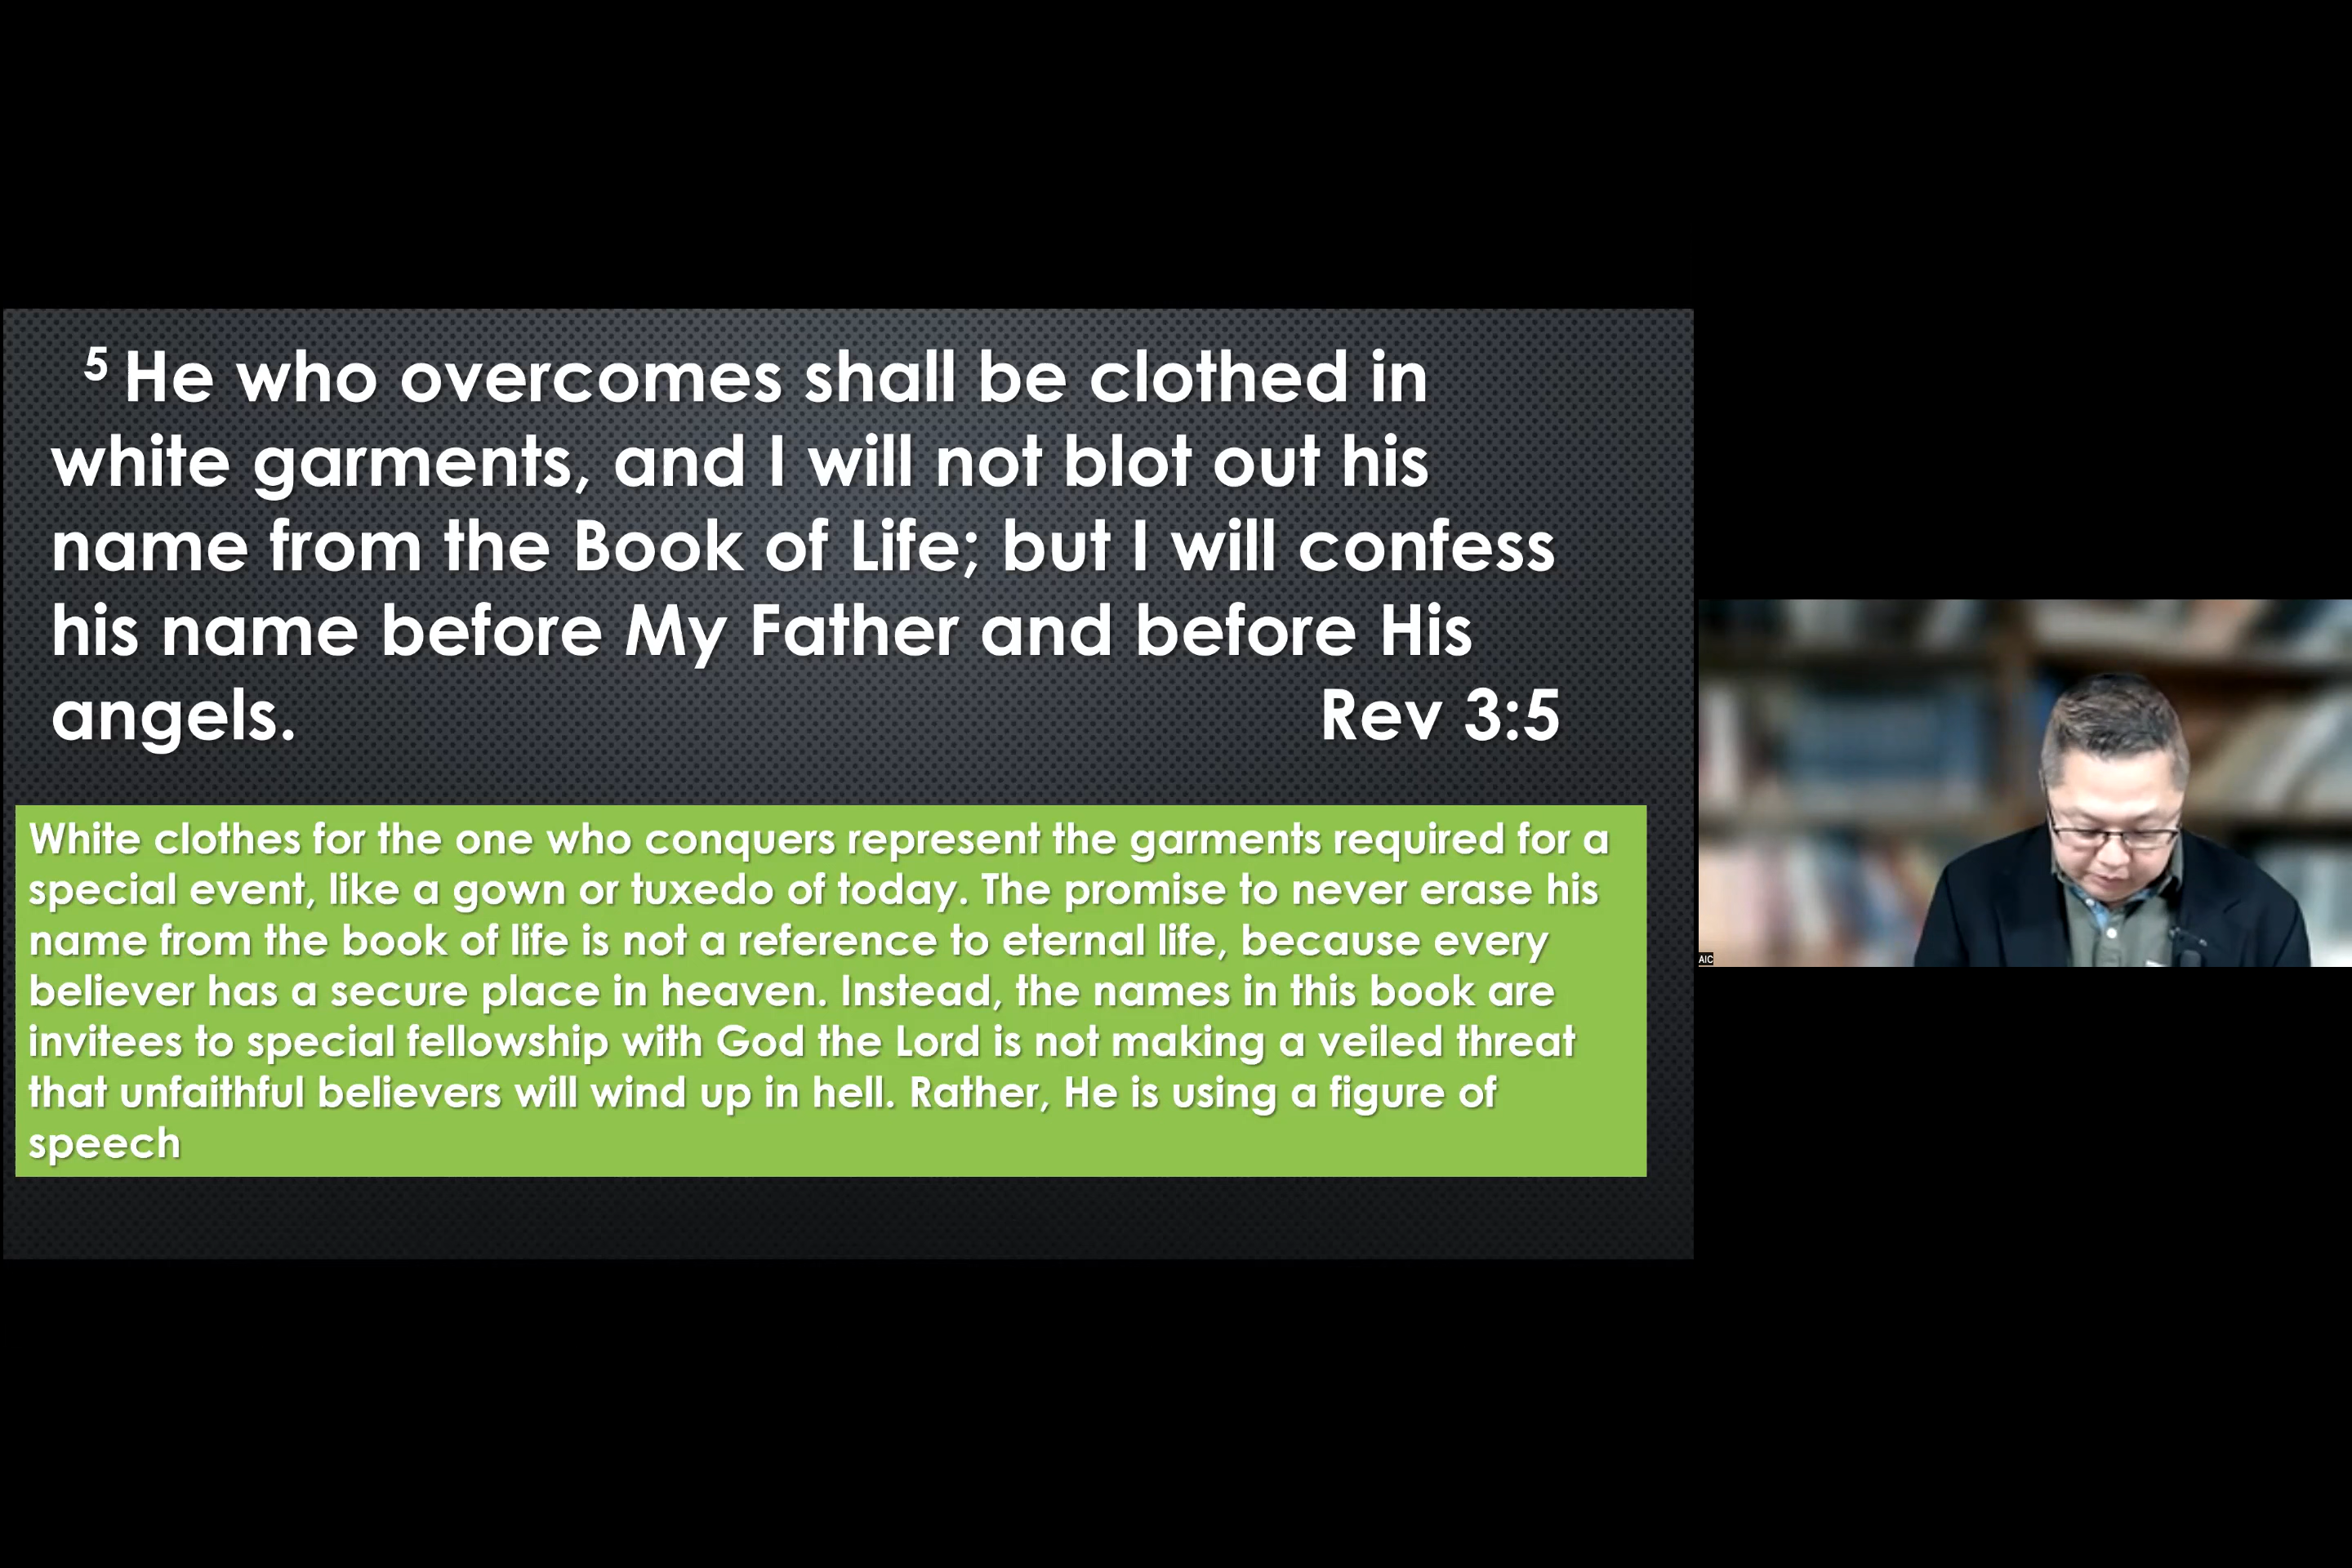 5 He who overcomes shall be clothed in
white garments, and I will not blot out his
name from the Book of Life; but I will confess
his name before My Father and before His
angels. Rev 3:5
White clothes for the one who conquers represent the garments required for a
special event, like a gown or tuxedo of today. The promise to never erase his
name from the book of life is not a reference to eternal life, because every
believer has a secure place in heaven. Instead, the names in this book are
invitees to special fellowship with God the Lord is not making a veiled threat
that unfaithful believers will wind up in hell. Rather, He is using a figure of
speech
AIC